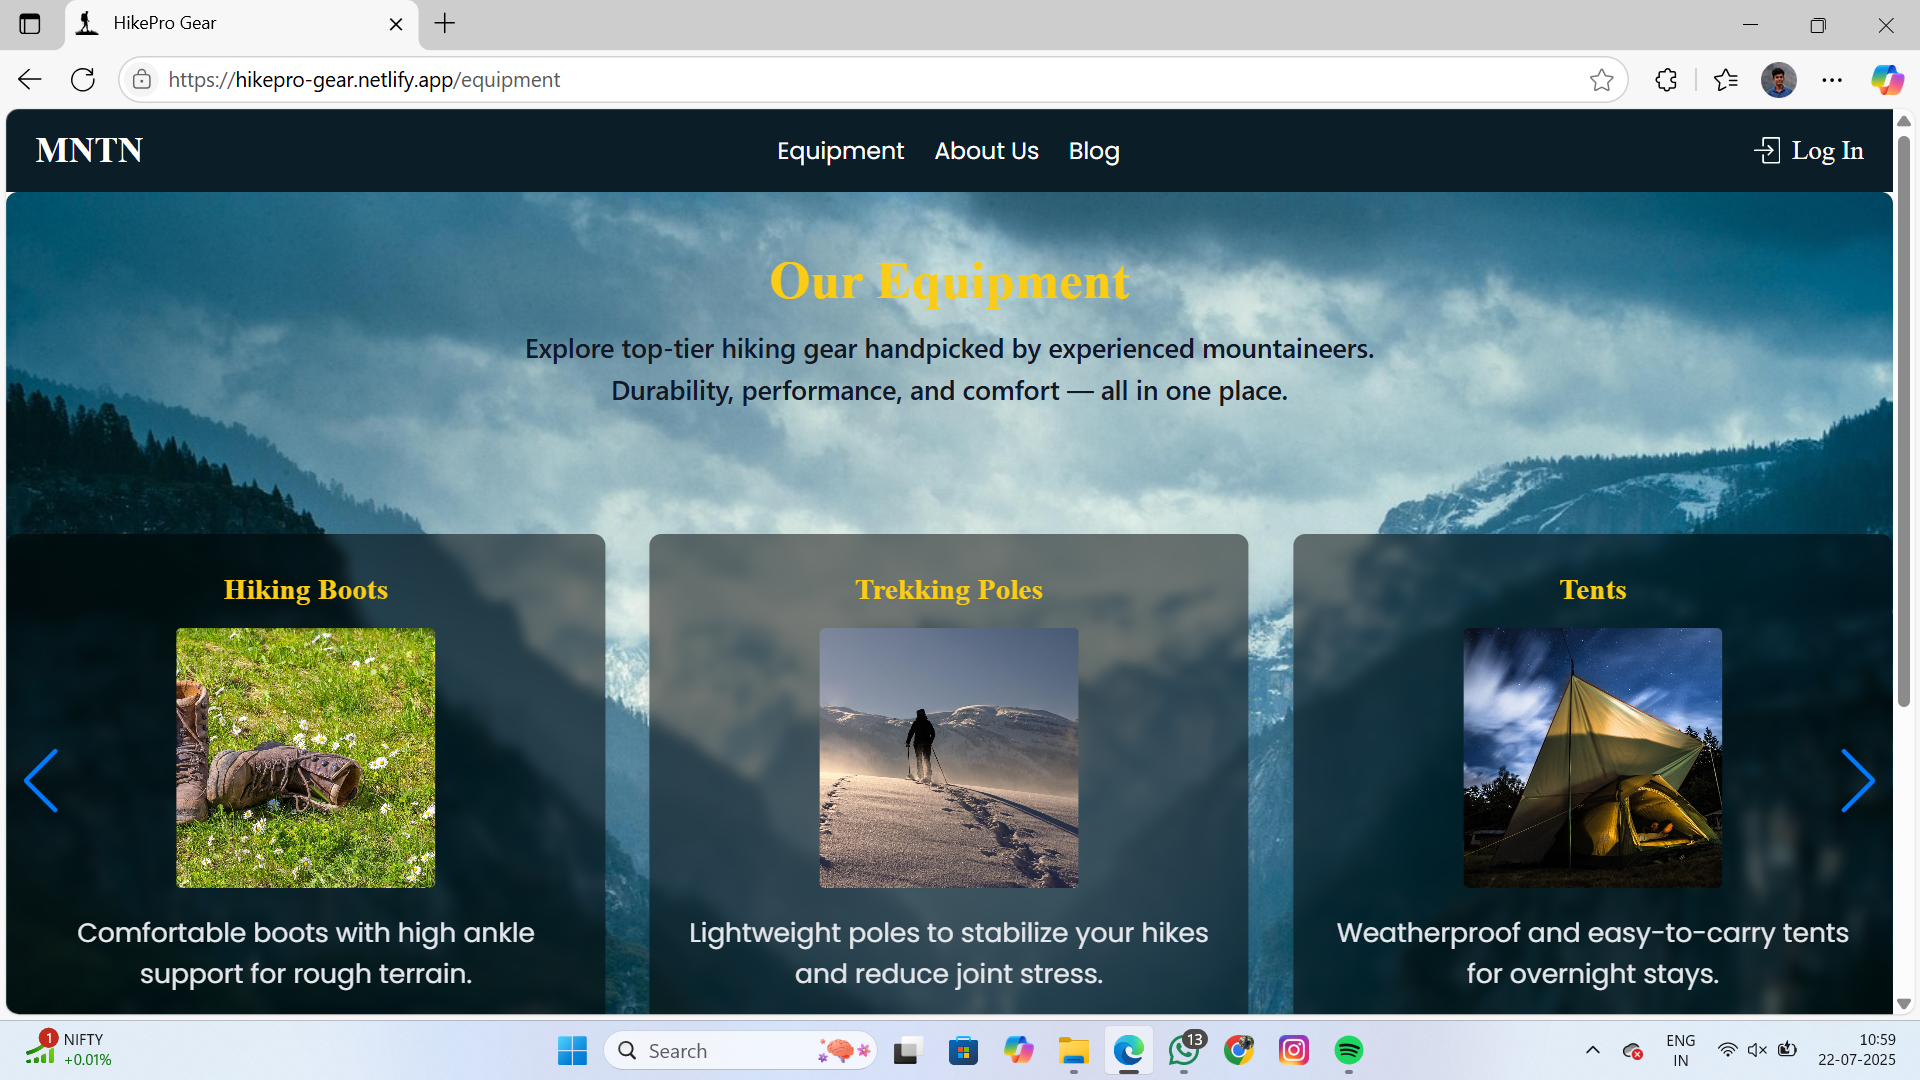 HikePro Gear
https://hikepro-gear.netlify.app/equipment
MNTN
Equipment
About Us
Blog
Log In
Our Equipment
Explore top-tier hiking gear handpicked by experienced mountaineers.
Durability, performance, and comfort — all in one place.
Hiking Boots
Comfortable boots with high ankle
support for rough terrain.
Trekking Poles
Lightweight poles to stabilize your hikes
and reduce joint stress.
Tents
Weatherproof and easy-to-carry tents
for overnight stays.
1
NIFTY
+0.01%
Search
13
ENG
IN
10:59
22-07-2025